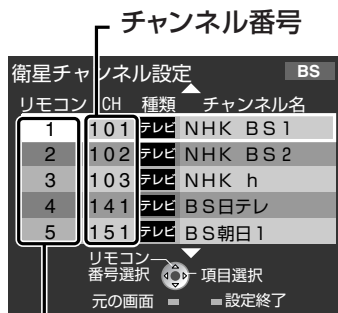 チャンネル番号
衛星チャンネル設定 BS
リモコン CH 種類 チャンネル名
1 101 テレビ NHK BS1
2 102 テレビ NHK BS2
3 103 テレビ NHK h
4 141 テレビ BS日テレ
5 151 テレビ BS朝日1
リモコン
番号選択 項目選択
元の画面 設定終了